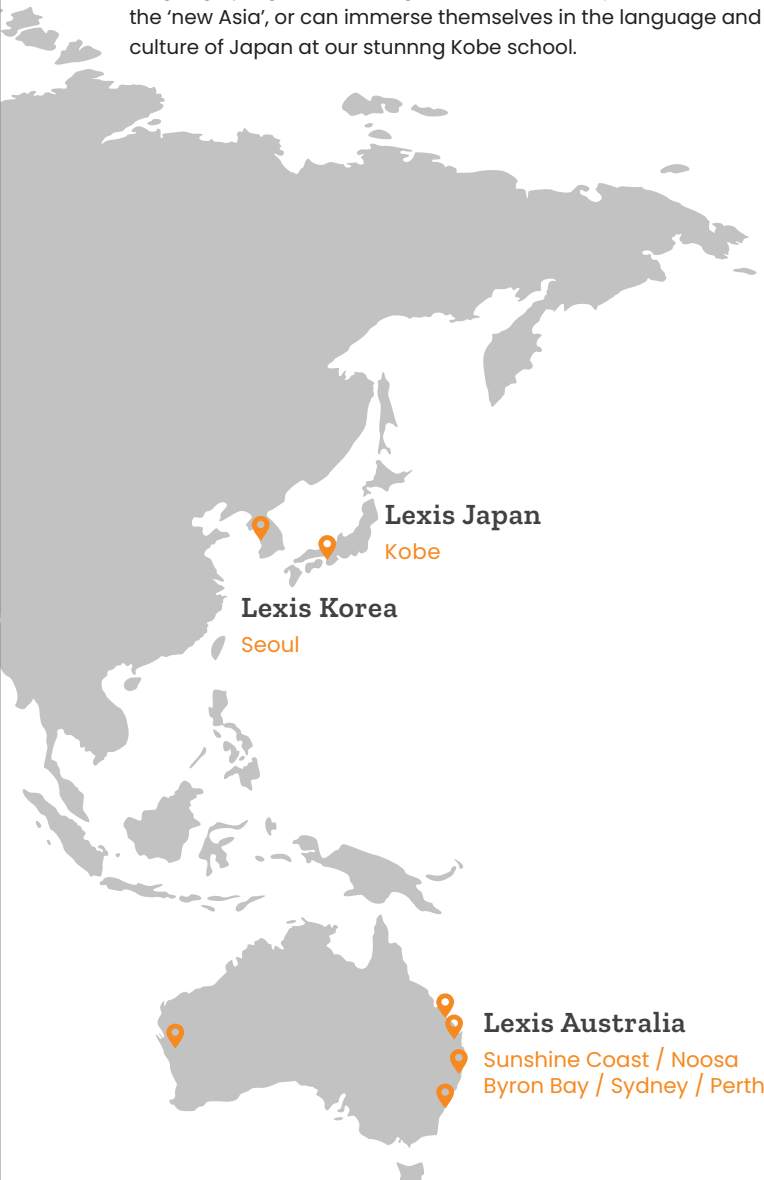 the ‘new Asia’, or can immerse themselves in the language and
culture of Japan at our stunnng Kobe school.
Lexis Japan
Kobe
Lexis Korea
Seoul
Lexis Australia
Sunshine Coast / Noosa
Byron Bay / Sydney / Perth